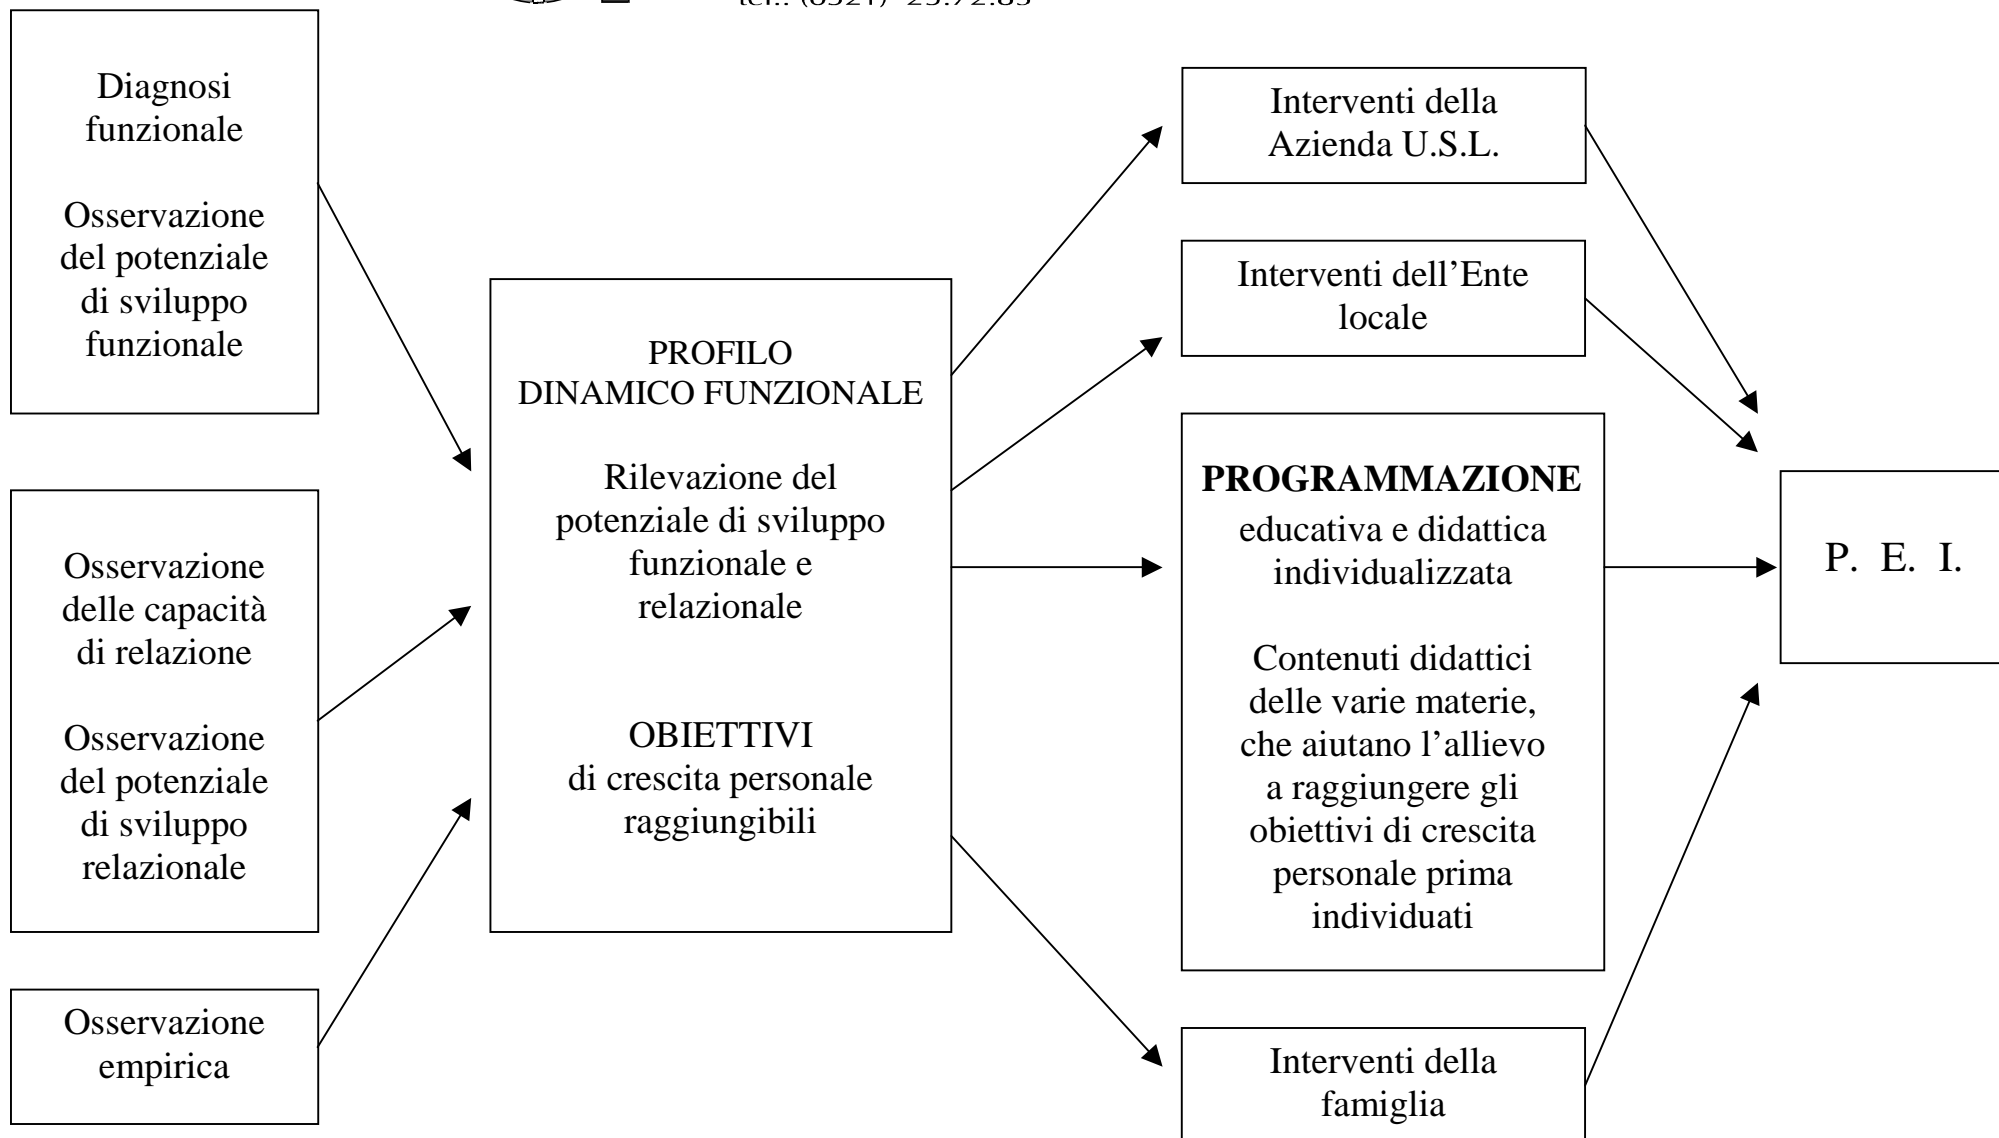 Diagnosi
funzionale
Osservazione
del potenziale
di sviluppo
funzionale
Osservazione
delle capacità
di relazione
Osservazione
del potenziale
di sviluppo
relazionale
Osservazione
empirica
PROFILO
DINAMICO FUNZIONALE
Rilevazione del
potenziale di sviluppo
funzionale e
relazionale
OBIETTIVI
di crescita personale
raggiungibili
Interventi della
Azienda U.S.L.
Interventi dell’Ente
locale
PROGRAMMAZIONE
educativa e didattica
individualizzata
Contenuti didattici
delle varie materie,
che aiutano l’allievo
a raggiungere gli
obiettivi di crescita
personale prima
individuati
Interventi della
famiglia
P. E. I.